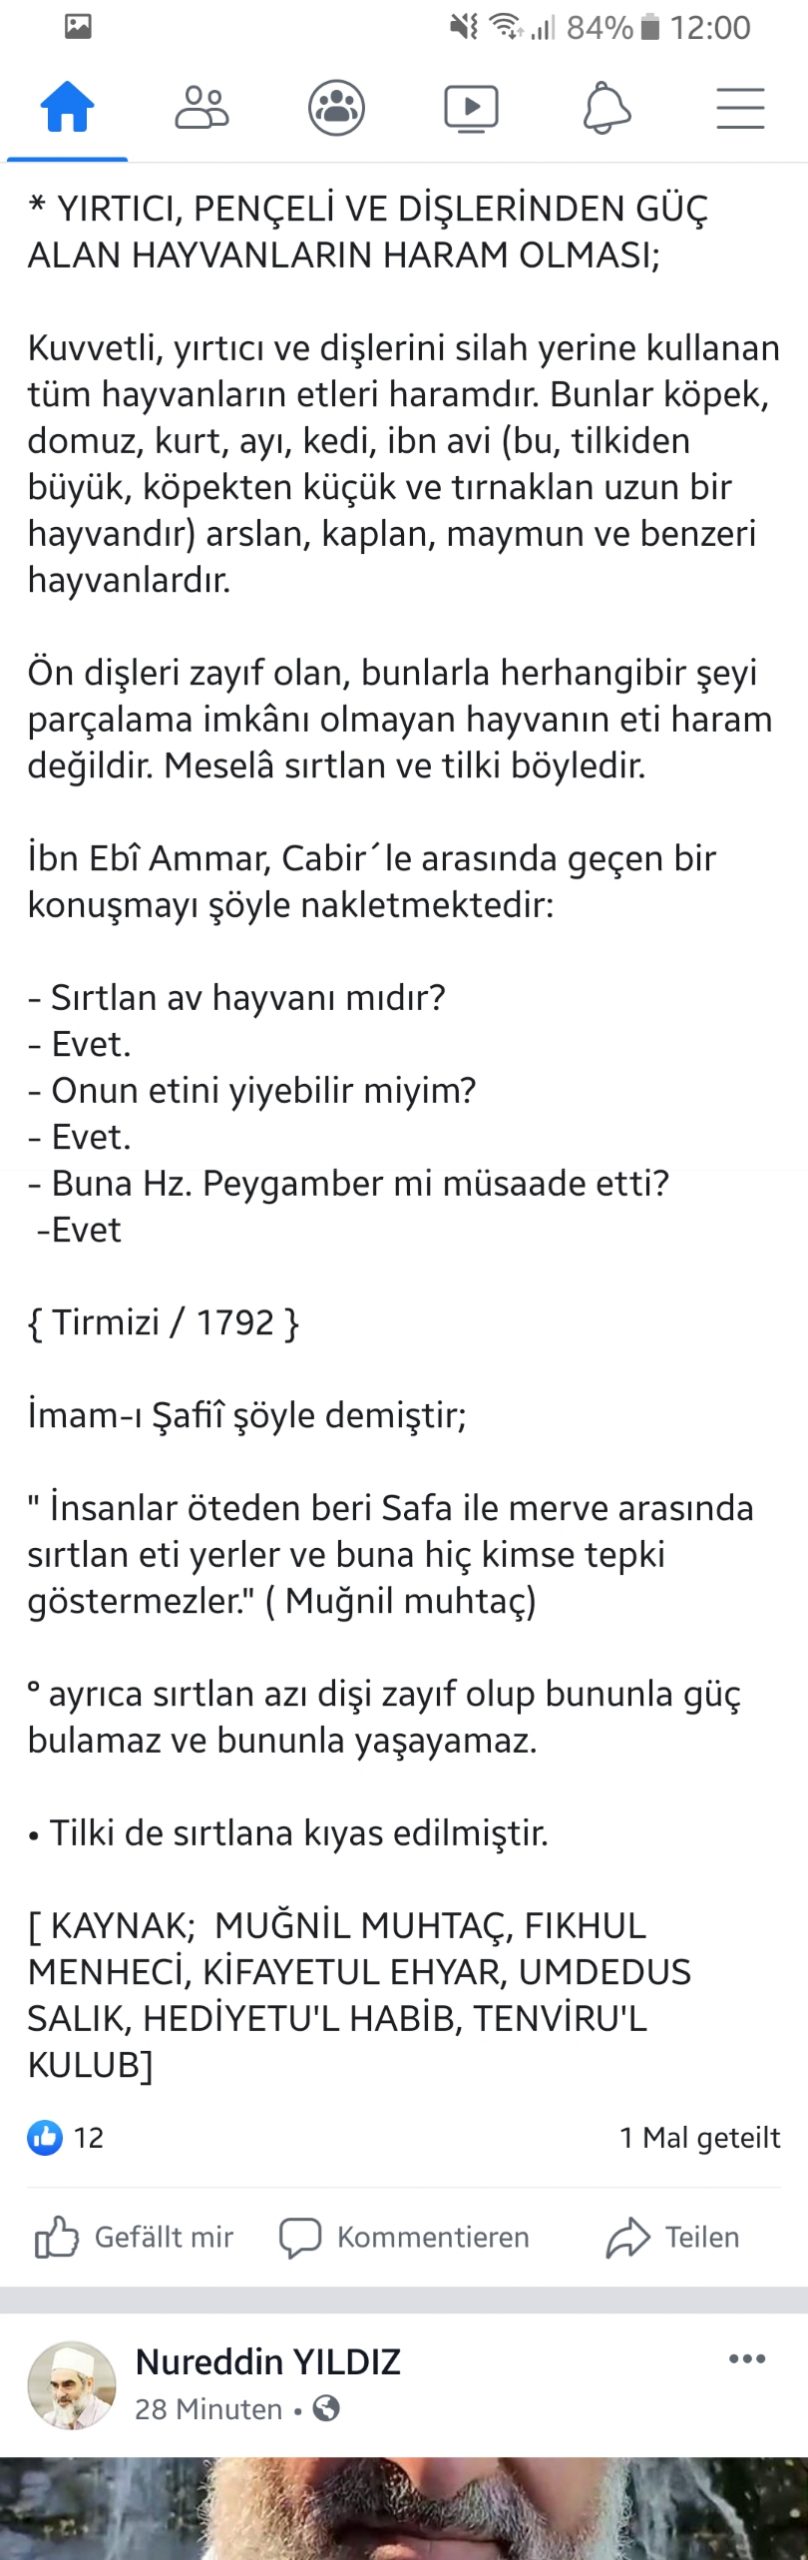 84% 12:00
* YIRTICI, PENÇELİ VE DİŞLERİNDEN GÜÇ
ALAN HAYVANLARIN HARAM OLMASI;
Kuvvetli, yırtıcı ve dişlerini silah yerine kullanan
tüm hayvanların etleri haramdır. Bunlar köpek,
domuz, kurt, ayı, kedi, ibn avi (bu, tilkiden
büyük, köpekten küçük ve tırnaklan uzun bir
hayvandır) arslan, kaplan, maymun ve benzeri
hayvanlardır.
Ön dişleri zayıf olan, bunlarla herhangibir şeyi
parçalama imkânı olmayan hayvanın eti haram
değildir. Meselâ sırtlan ve tilki böyledir.
İbn Ebî Ammar, Cabir´le arasında geçen bir
konuşmayı şöyle nakletmektedir:
- Sırtlan av hayvanı mıdır?
- Evet.
- Onun etini yiyebilir miyim?
- Evet.
- Buna Hz. Peygamber mi müsaade etti?
-Evet
{ Tirmizi / 1792 }
İmam-ı Şafiî şöyle demiştir;
" İnsanlar öteden beri Safa ile merve arasında
sırtlan eti yerler ve buna hiç kimse tepki
göstermezler." ( Muğnil muhtaç)
° ayrıca sırtlan azı dişi zayıf olup bununla güç
bulamaz ve bununla yaşayamaz.
• Tilki de sırtlana kıyas edilmiştir.
[ KAYNAK;  MUĞNİL MUHTAÇ, FIKHUL
MENHECİ, KİFAYETUL EHYAR, UMDEDUS
SALIK, HEDİYETU'L HABİB, TENVİRU'L
KULUB]
12 1 Mal geteilt
Gefällt mir Kommentieren Teilen
Nureddin YILDIZ
28 Minuten •